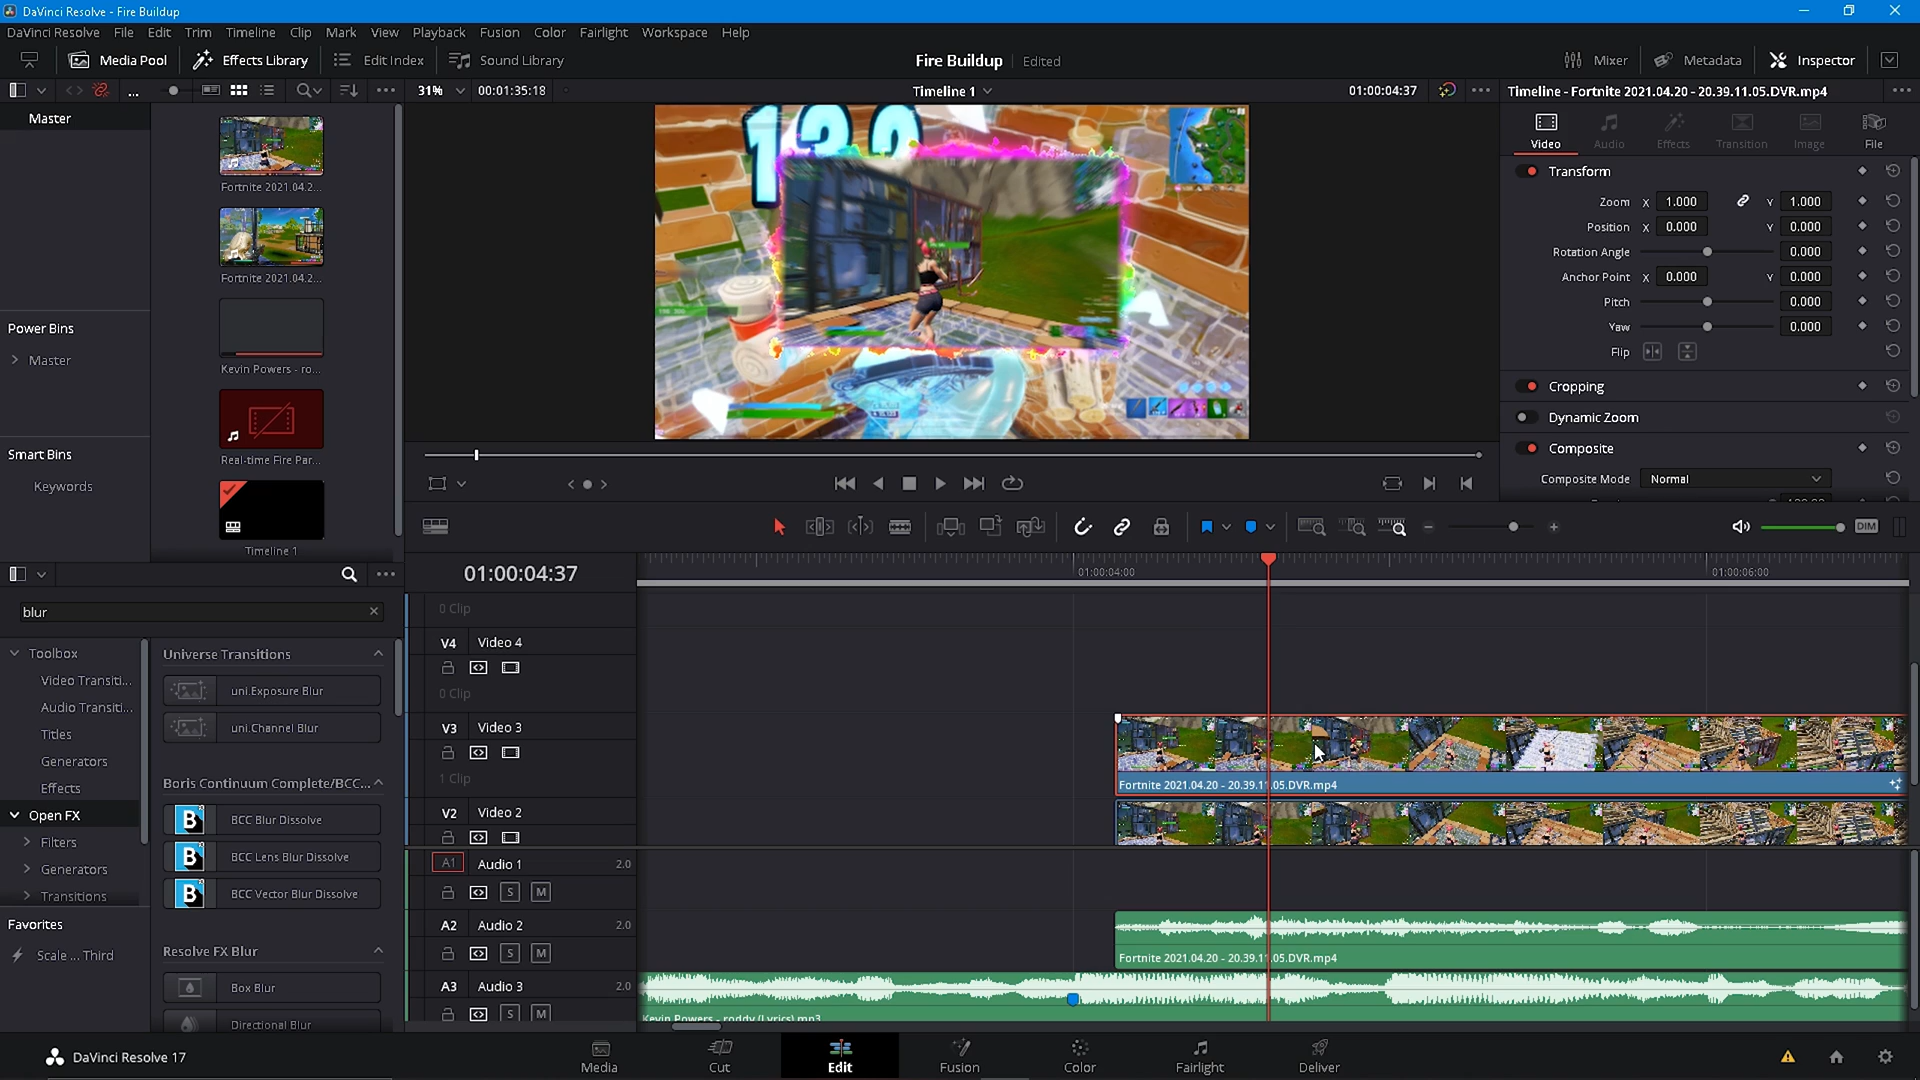 DaVinci Resolve - Fire Buildup
DaVinci Resolve File Edit Trim Timeline Clip Mark View Playback Fusion Color Fairlight Workspace Help
Media Pool Effects Library Edit Index Sound Library Fire Buildup Edited Mixer Metadata Inspector
... 31% 00:01:35:18 Timeline 1 01:00:04:37 Timeline - Fortnite 2021.04.20 - 20.39.11.05.DVR.mp4
Master
Video Audio Effects Transition Image File
Transform
Fortnite 2021.04.2...
Zoom X 1.000 Y 1.000
Position X 0.000 Y 0.000
Rotation Angle 0.000
Fortnite 2021.04.2...
Anchor Point X 0.000 Y 0.000
Pitch 0.000
Power Bins
Yaw 0.000
Master
Flip
Kevin Powers - ro...
Cropping
Dynamic Zoom
Smart Bins
Composite
Real-time Fire Par...
Keywords
Composite Mode Normal
Timeline 1
DIM
01:00:04:37
01:00:04:00 01:00:06:00
blur
0 Clip
Toolbox
Universe Transitions
V4 Video 4
Video Transiti...
uni.Exposure Blur
0 Clip
Audio Transiti...
uni.Channel Blur
V3 Video 3
Titles
Generators
1 Clip
Boris Continuum Complete/BCC...
Fortnite 2021.04.20 - 20.39.11.05.DVR.mp4
Effects
Open FX
BCC Blur Dissolve
V2 Video 2
Filters
BCC Lens Blur Dissolve
A1 Audio 1 2.0
Generators
S M
Transitions
BCC Vector Blur Dissolve
Favorites
A2 Audio 2 2.0
Scale ... Third
Resolve FX Blur
S M
Fortnite 2021.04.20 - 20.39.11.05.DVR.mp4
Box Blur
A3 Audio 3 2.0
S M
Directional Blur
Kevin Powers - roddy (Lyrics).mp3
DaVinci Resolve 17
Media Cut Edit Fusion Color Fairlight Deliver